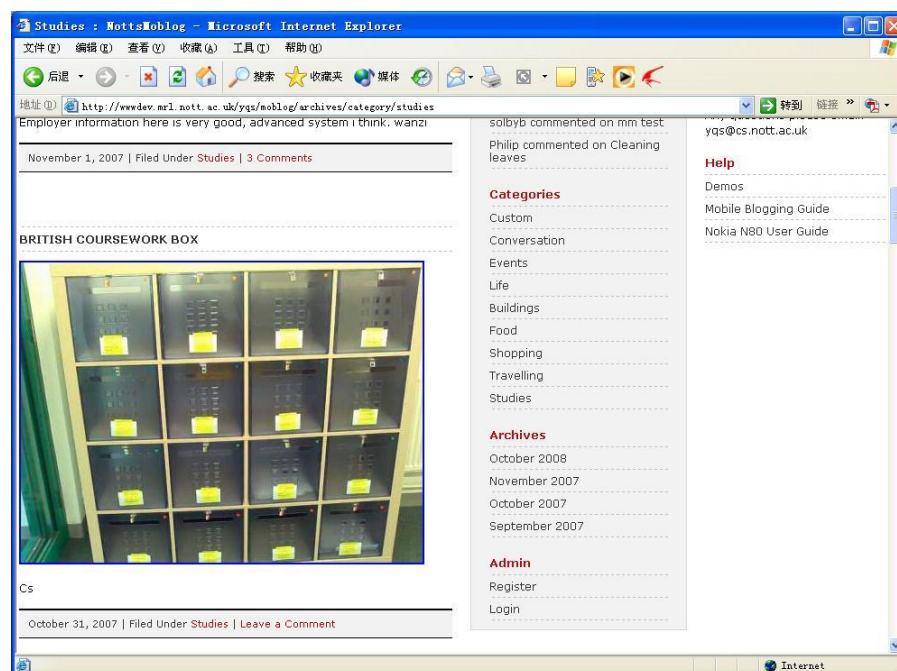 Studies : NottsMoblog - Microsoft Internet Explorer
文件(F) 编辑(E) 查看(V) 收藏(A) 工具(T) 帮助(H)
后退 搜索 收藏夹 媒体
地址(D) http://wwwdev.mrl.nott.ac.uk/yqs/moblog/archives/category/studies 转到 链接 »
Employer information here is very good, advanced system i think. wanzi
November 1, 2007 | Filed Under Studies | 3 Comments
BRITISH COURSEWORK BOX
Cs
October 31, 2007 | Filed Under Studies | Leave a Comment
solbyb commented on mm test
Philip commented on Cleaning
leaves
Categories
Custom
Conversation
Events
Life
Buildings
Food
Shopping
Travelling
Studies
Archives
October 2008
November 2007
October 2007
September 2007
Admin
Register
Login
yqs@cs.nott.ac.uk
Help
Demos
Mobile Blogging Guide
Nokia N80 User Guide
Internet